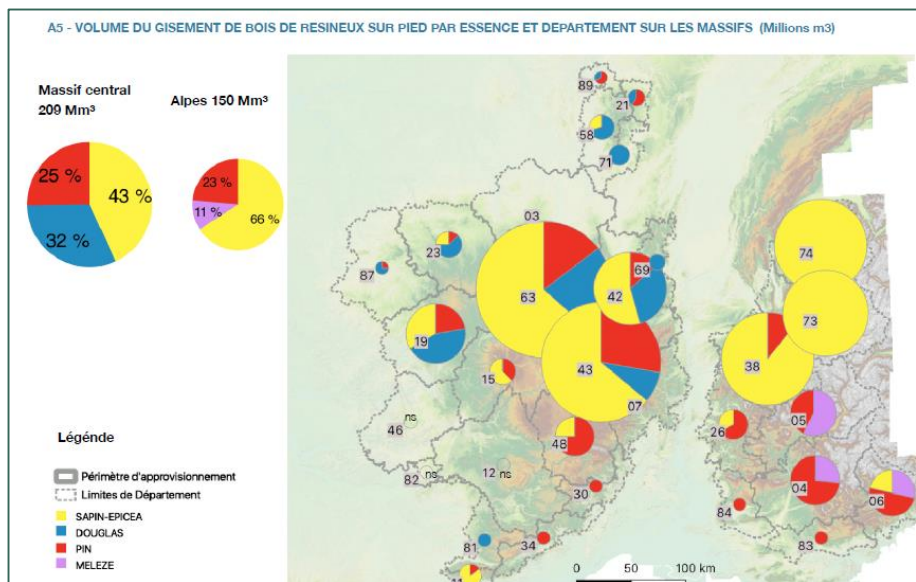 A5 - VOLUME DU GISEMENT DE BOIS DE RESINEUX SUR PIED PAR ESSENCE ET DEPARTEMENT SUR LES MASSIFS (Millions m3)
Massif central
209 Mm³
Alpes 150 Mm³
25 %
43 %
32 %
23 %
11 %
66 %
89
21
58
71
03
23
87
63
42
69
74
73
19
43
38
15
07
46 ns
48
26
05
82 ns
12 ns
30
04
06
84
81
34
83
11
Légénde
Périmètre d'approvisionnement
Limites de Département
SAPIN-EPICEA
DOUGLAS
PIN
MELEZE
0 50 100 km